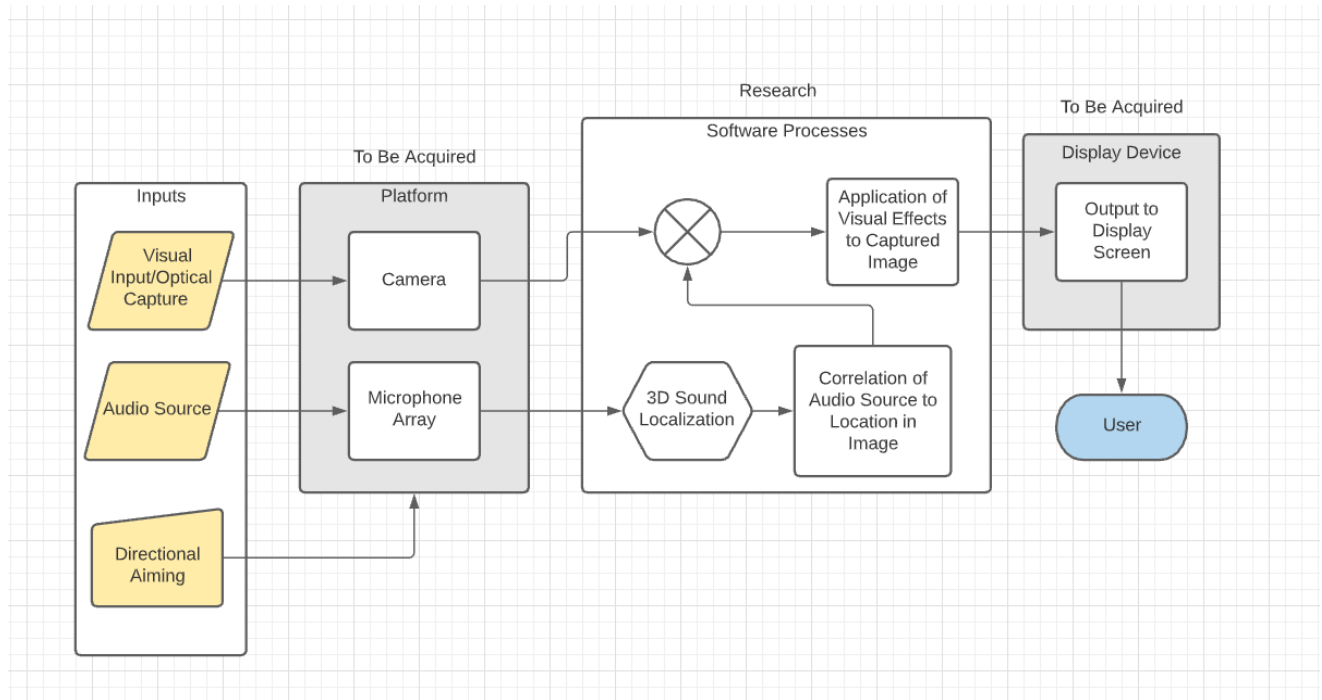 Research
To Be Acquired
Software Processes
To Be Acquired
Display Device
Inputs
Platform
Visual
Input/Optical
Capture
Camera
Application of
Visual Effects
to Captured
Image
Output to
Display
Screen
Audio Source
Microphone
Array
3D Sound
Localization
Correlation of
Audio Source to
Location in
Image
User
Directional
Aiming